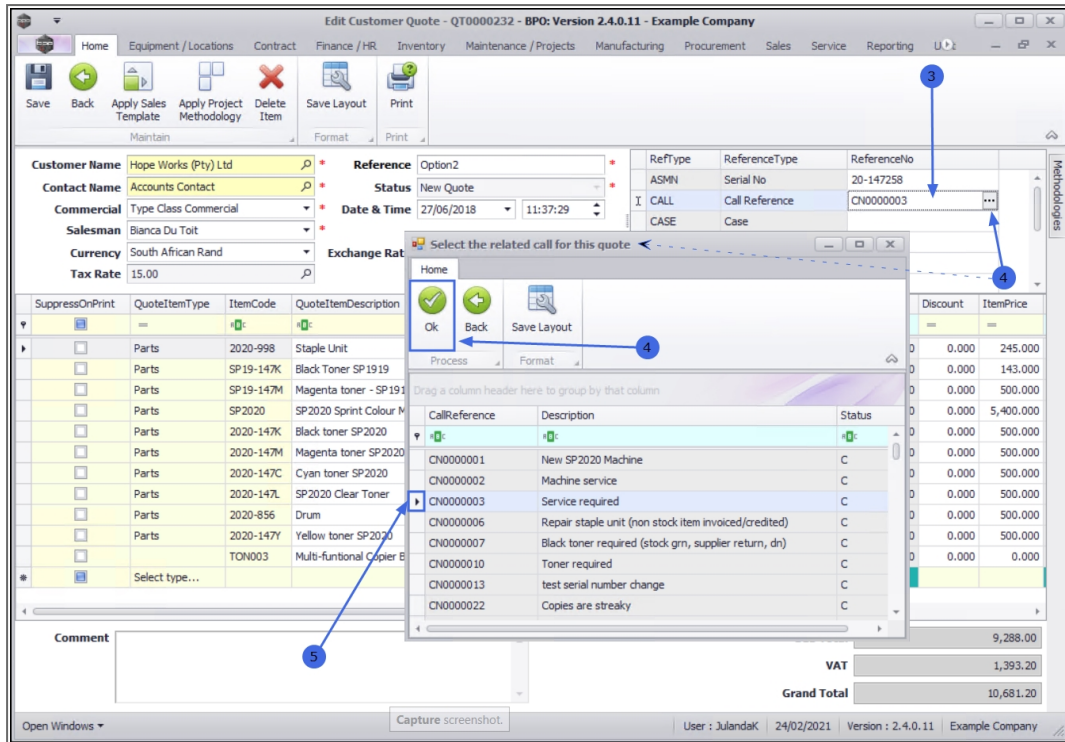 Edit Customer Quote - QT0000232 - BPO: Version 2.4.0.11 - Example Company
Home Equipment / Locations Contract Finance / HR Inventory Maintenance / Projects Manufacturing Procurement Sales Service Reporting
Save Back Apply Sales Template Apply Project Methodology Delete Item Save Layout Print
Maintain Format Print
3
Customer Name Hope Works (Pty) Ltd * Reference Option2 *
Contact Name Accounts Contact * Status New Quote *
Commercial Type Class Commercial * Date & Time 27/06/2018 11:37:29
Salesman Bianca Du Toit *
Currency South African Rand Exchange Rat
Tax Rate 15.00
RefType ReferenceType ReferenceNo
ASMN Serial No 20-147258
CALL Call Reference CN0000003 ...
CASE Case
Methodologies
4
SuppressOnPrint QuoteItemType ItemCode QuoteItemDescription Discount ItemPrice
= = =
Parts 2020-998 Staple Unit 0.000 245.000
Parts SP19-147K Black Toner SP1919 0.000 143.000
Parts SP19-147M Magenta toner - SP191 0.000 500.000
Parts SP2020 SP2020 Sprint Colour M 0.000 5,400.000
Parts 2020-147K Black toner SP2020 0.000 500.000
Parts 2020-147M Magenta toner SP2020 0.000 500.000
Parts 2020-147C Cyan toner SP2020 0.000 500.000
Parts 2020-147L SP2020 Clear Toner 0.000 500.000
Parts 2020-856 Drum 0.000 500.000
Parts 2020-147Y Yellow toner SP2020 0.000 500.000
TON003 Multi-funtional Copier B 0.000 0.000
Select type...
Select the related call for this quote
Home
Ok Back Save Layout
4
Process Format
Drag a column header here to group by that column
CallReference Description Status
CN0000001 New SP2020 Machine C
CN0000002 Machine service C
CN0000003 Service required C
CN0000006 Repair staple unit (non stock item invoiced/credited) C
CN0000007 Black toner required (stock grn, supplier return, dn) C
CN0000010 Toner required C
CN0000013 test serial number change C
CN0000022 Copies are streaky C
5
Comment
9,288.00
VAT 1,393.20
Grand Total 10,681.20
Capture screenshot.
Open Windows User : JulandaK 24/02/2021 Version : 2.4.0.11 Example Company